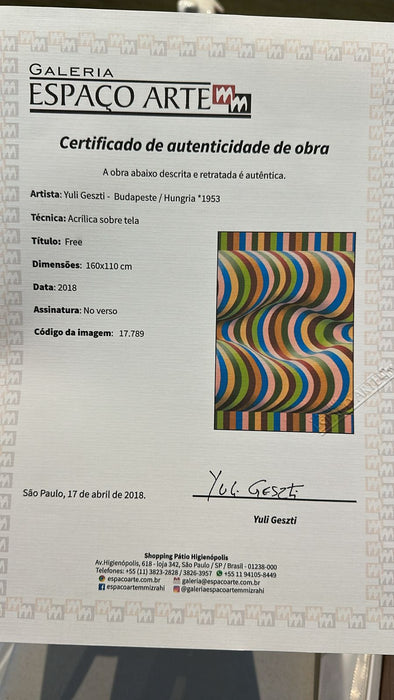 GALERIA
ESPAÇO ARTE MM
Certificado de autenticidade de obra
A obra abaixo descrita e retratada é autêntica.
Artista: Yuli Geszti - Budapeste / Hungria *1953
Técnica: Acrílica sobre tela
Título: Free
Dimensões: 160x110 cm
Data: 2018
Assinatura: No verso
Código da imagem: 17.789
São Paulo, 17 de abril de 2018.
Yuli Geszti
Yuli Geszti
Shopping Pátio Higienópolis
Av.Higienópolis, 618 - loja 342, São Paulo / SP / Brasil - 01238-000
Telefones: +55 (11) 3823-2828 / 3826-3957 +55 11 94105-8449
espacoarte.com.br galeria@espacoarte.com.br
espacoartemmizrahi @galeriaespacoartemmizrahi